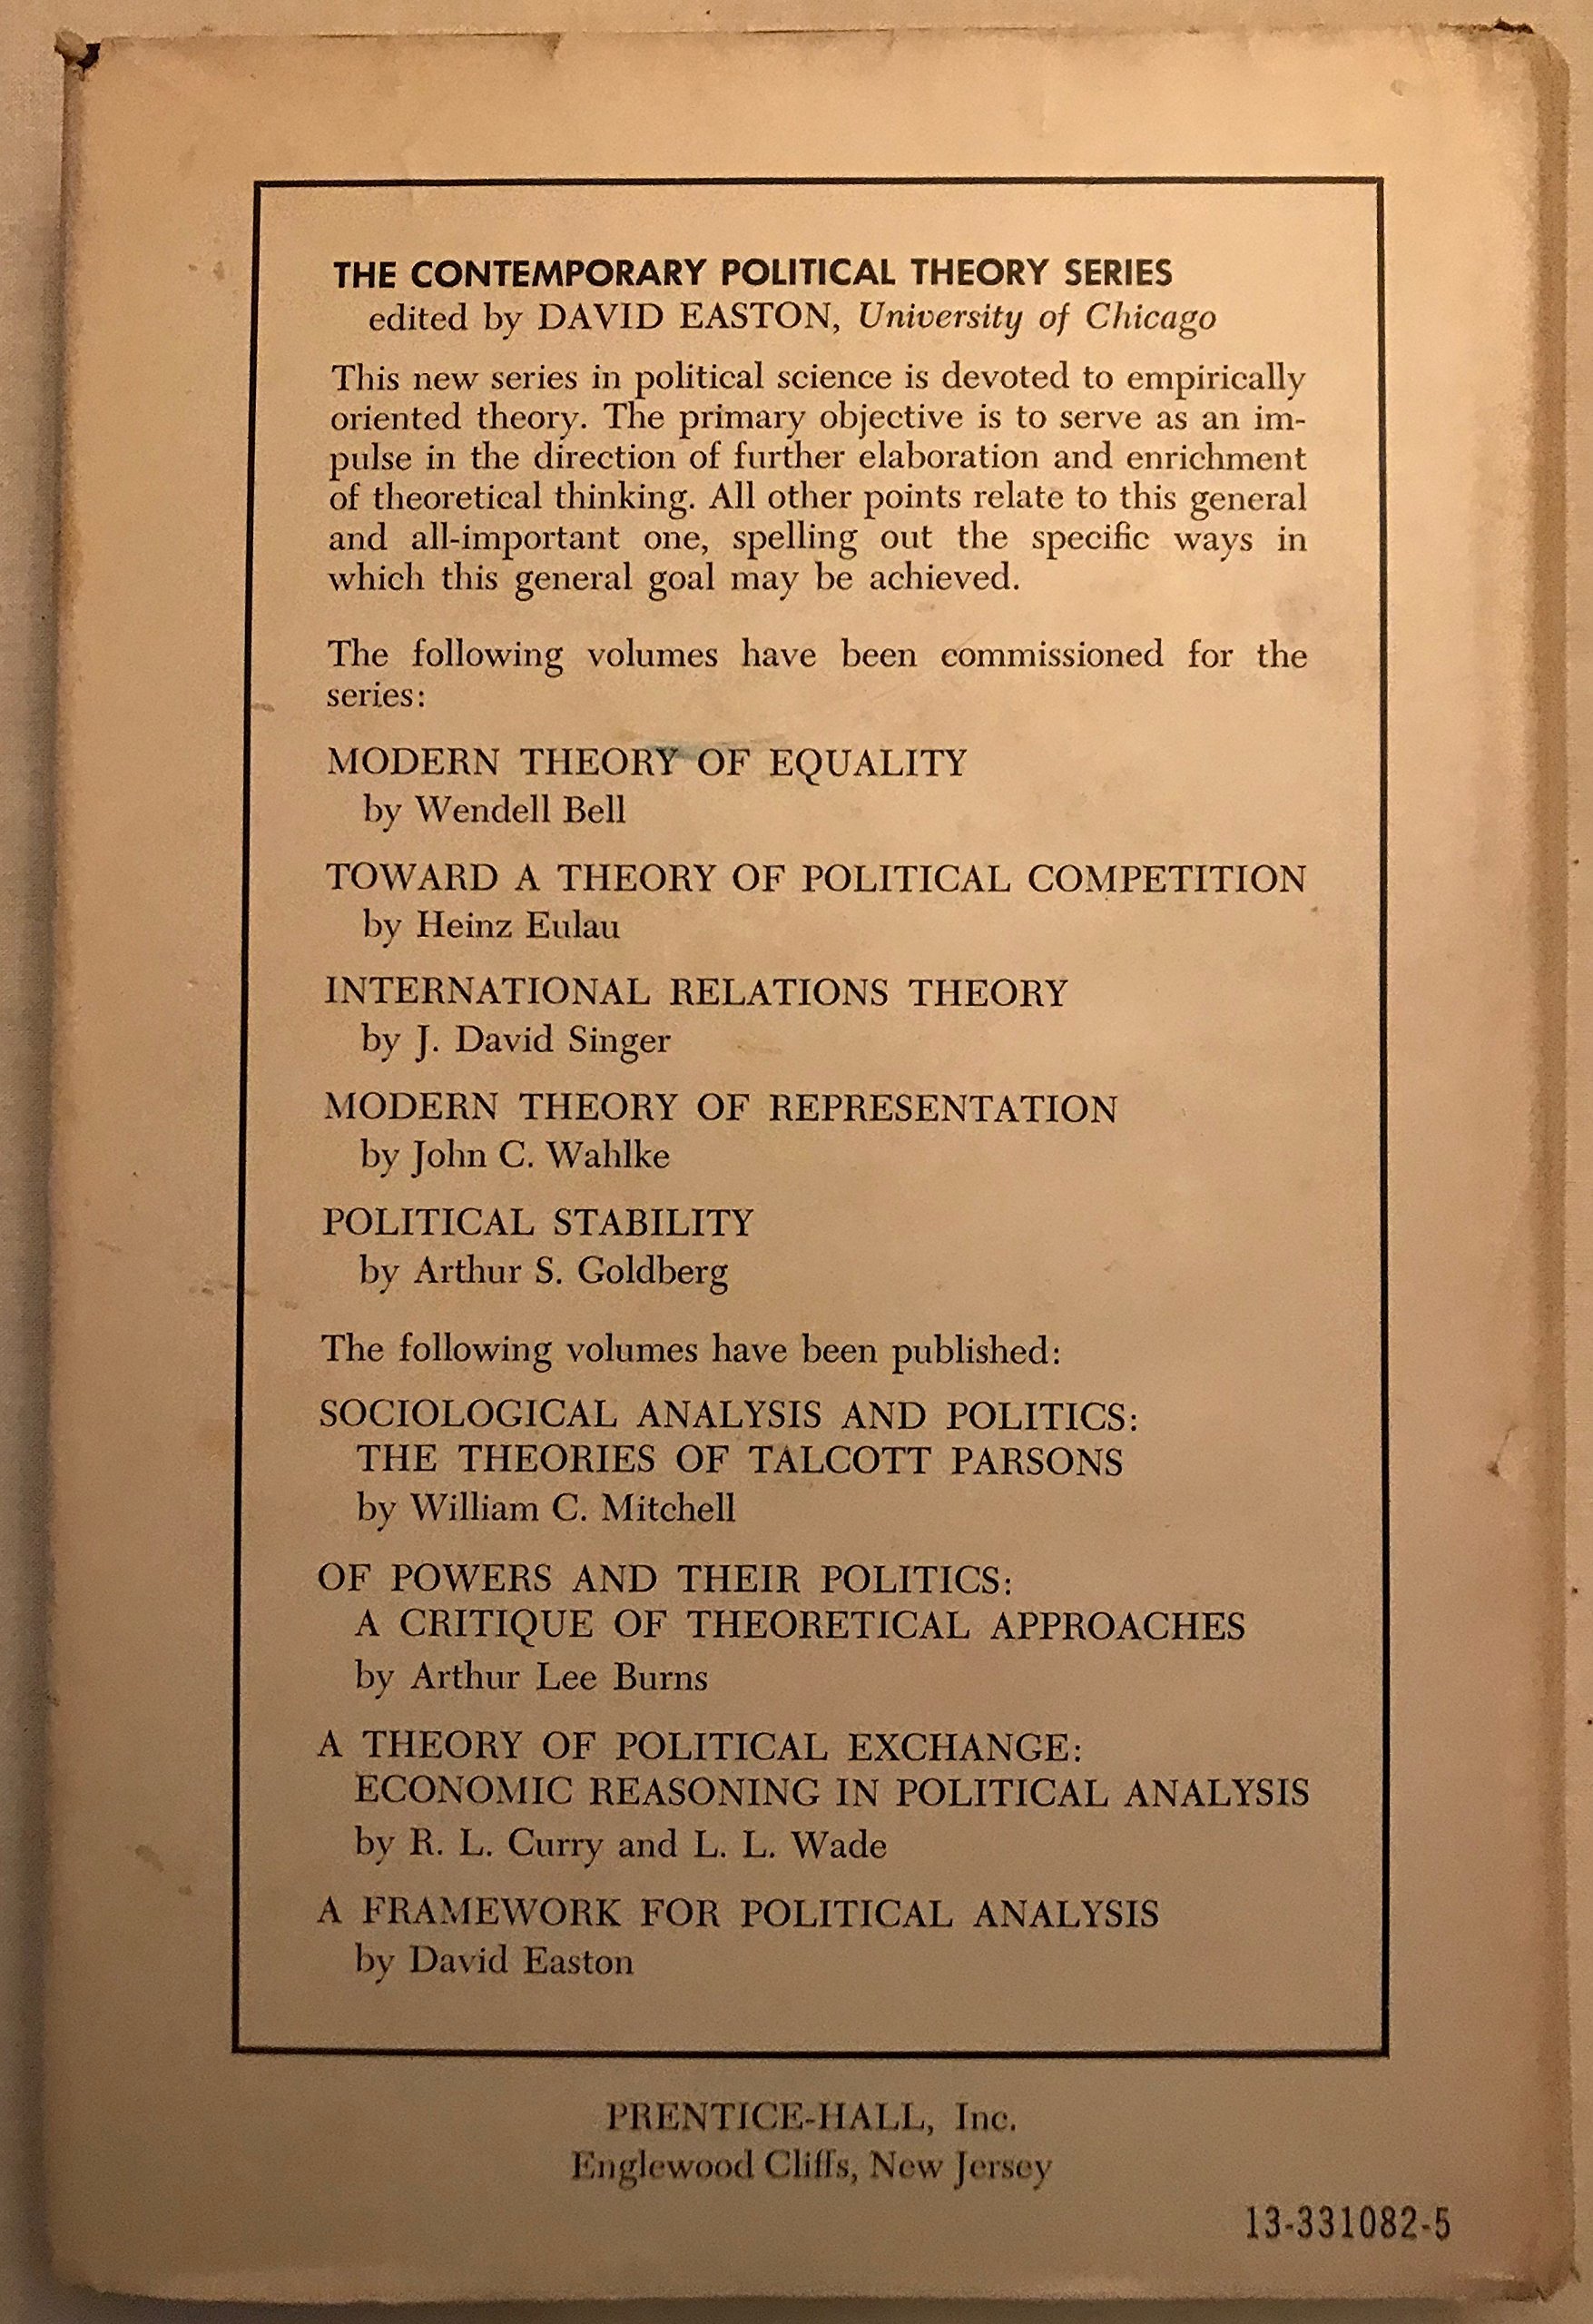 THE CONTEMPORARY POLITICAL THEORY SERIES
edited by DAVID EASTON, University of Chicago
This new series in political science is devoted to empirically
oriented theory. The primary objective is to serve as an im-
pulse in the direction of further elaboration and enrichment
of theoretical thinking. All other points relate to this general
and all-important one, spelling out the specific ways in
which this general goal may be achieved.
The following volumes have been commissioned for the
series:
MODERN THEORY OF EQUALITY
by Wendell Bell
TOWARD A THEORY OF POLITICAL COMPETITION
by Heinz Eulau
INTERNATIONAL RELATIONS THEORY
by J. David Singer
MODERN THEORY OF REPRESENTATION
by John C. Wahlke
POLITICAL STABILITY
by Arthur S. Goldberg
The following volumes have been published:
SOCIOLOGICAL ANALYSIS AND POLITICS:
THE THEORIES OF TALCOTT PARSONS
by William C. Mitchell
OF POWERS AND THEIR POLITICS:
A CRITIQUE OF THEORETICAL APPROACHES
by Arthur Lee Burns
A THEORY OF POLITICAL EXCHANGE:
ECONOMIC REASONING IN POLITICAL ANALYSIS
by R. L. Curry and L. L. Wade
A FRAMEWORK FOR POLITICAL ANALYSIS
by David Easton
PRENTICE-HALL, Inc.
Englewood Cliffs, New Jersey
13-331082-5